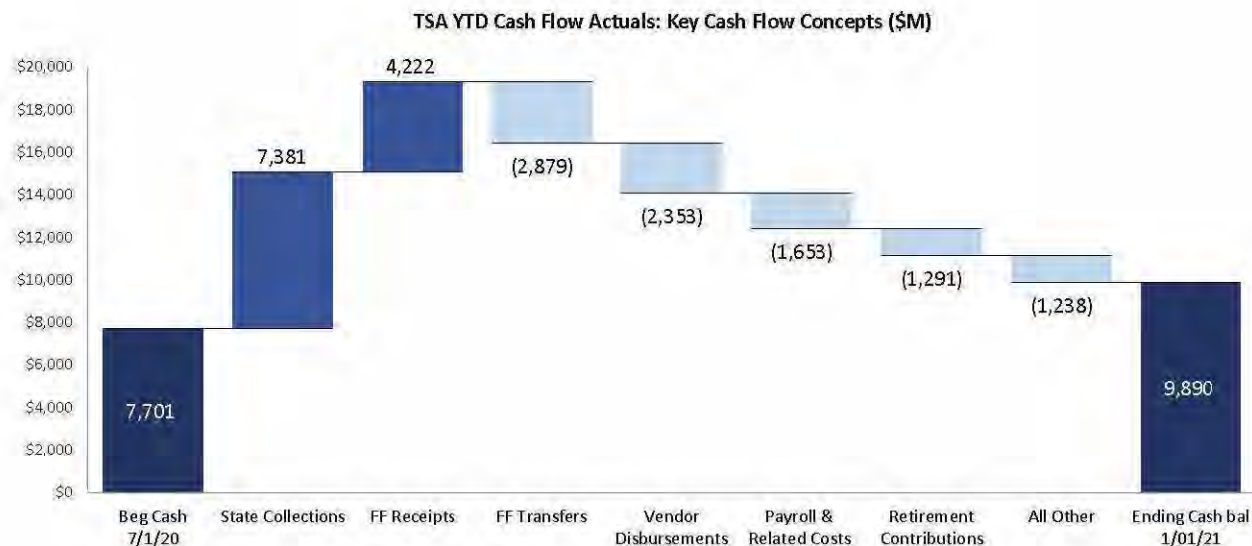 TSA YTD Cash Flow Actuals: Key Cash Flow Concepts ($M)
$20,000
$18,000
$16,000
$14,000
$12,000
$10,000
$8,000
$6,000
$4,000
$2,000
$0
7,701
7,381
4,222
(2,879)
(2,353)
(1,653)
(1,291)
(1,238)
9,890
Beg Cash
7/1/20
State Collections
FF Receipts
FF Transfers
Vendor
Disbursements
Payroll &
Related Costs
Retirement
Contributions
All Other
Ending Cash bal
1/01/21